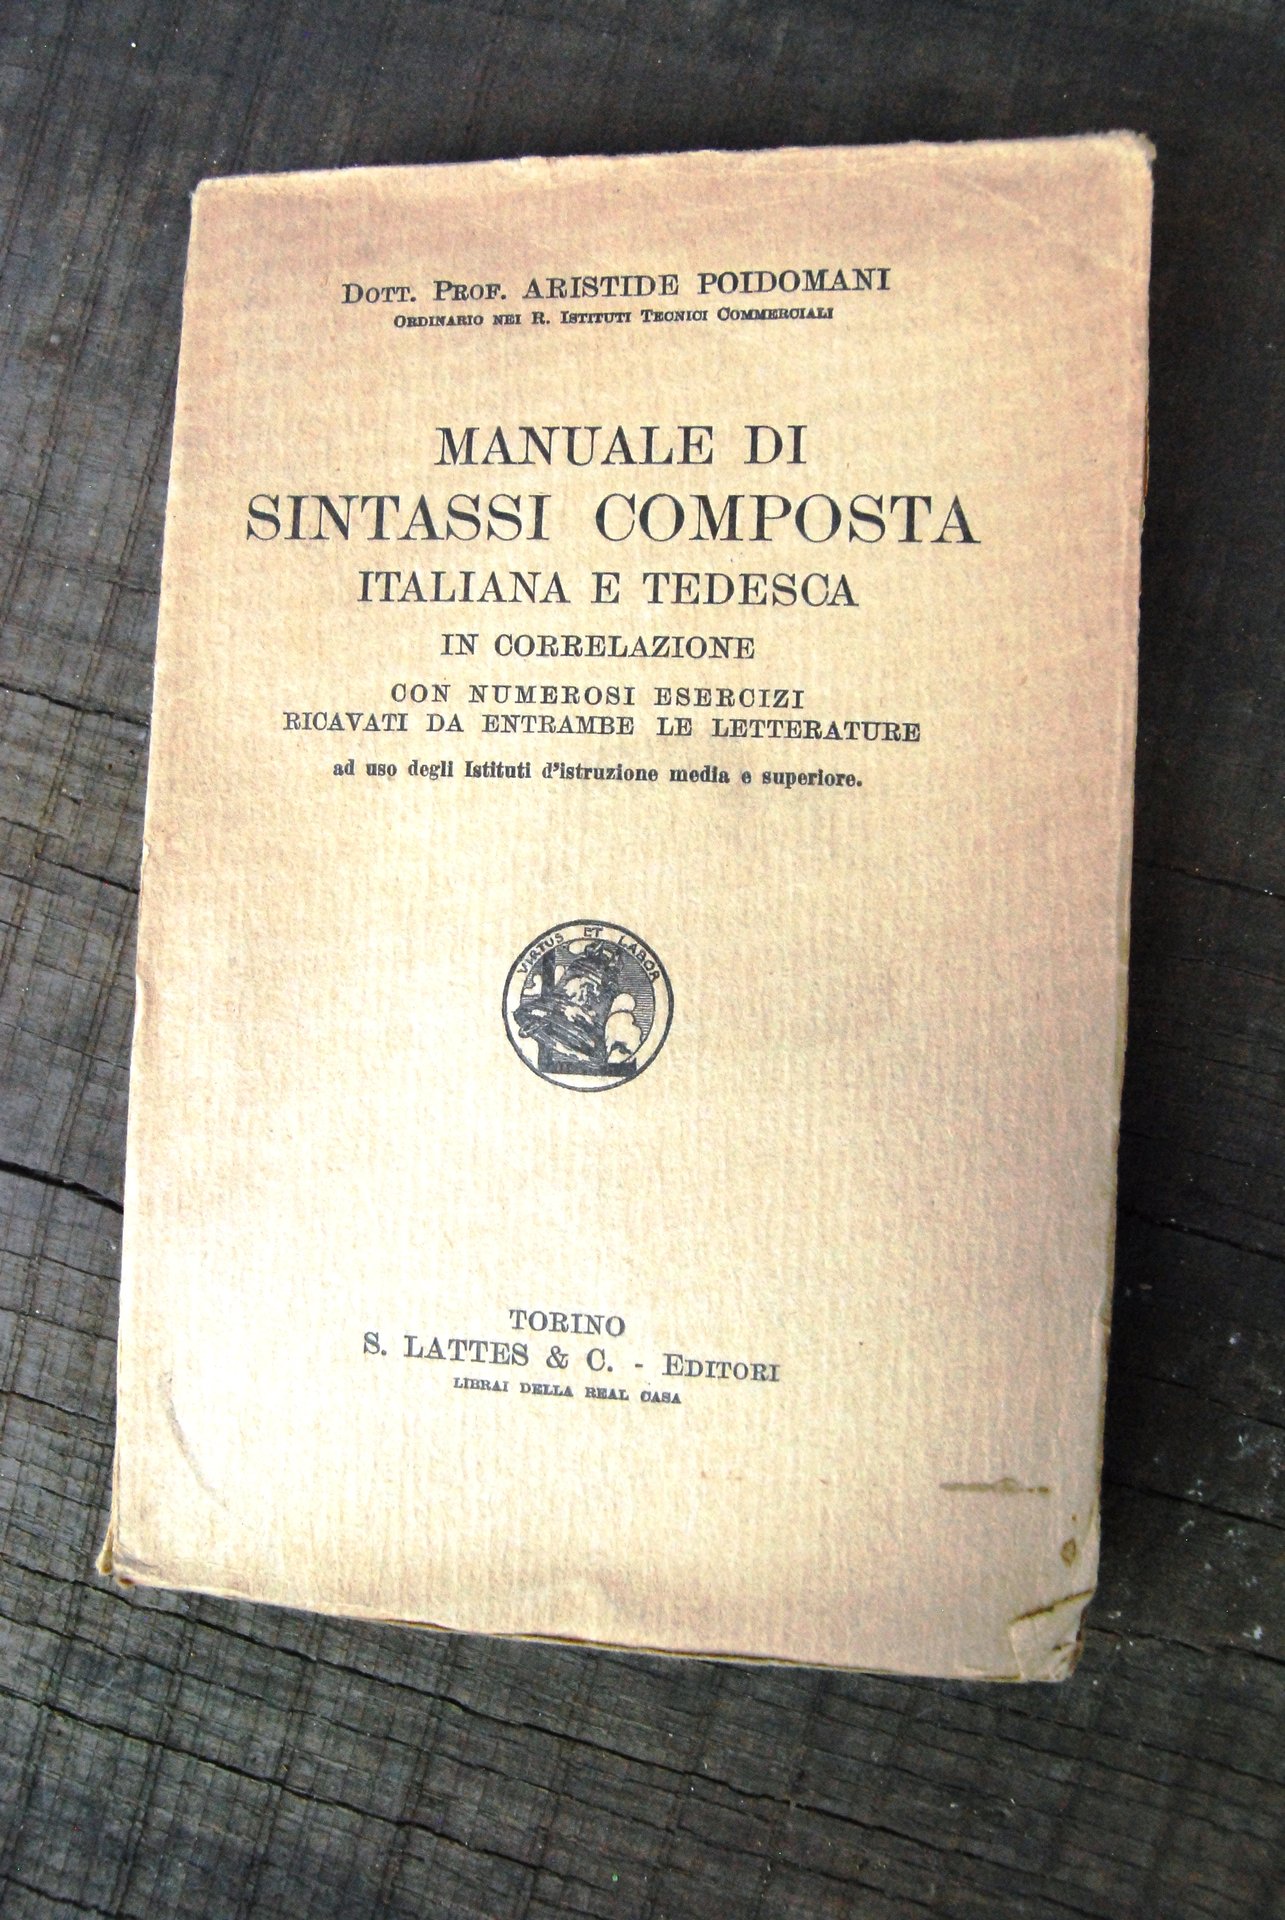 Dott. Prof. ARISTIDE POIDOMANI
Ordinario nei R. Istituti Tecnici Commerciali
MANUALE DI
SINTASSI COMPOSTA
ITALIANA E TEDESCA
IN CORRELAZIONE
CON NUMEROSI ESERCIZI
RICAVATI DA ENTRAMBE LE LETTERATURE
ad uso degli Istituti d'istruzione media e superiore.
VIRTUS ET LABOR
TORINO
S. LATTES & C. - Editori
LIBRAI DELLA REAL CASA